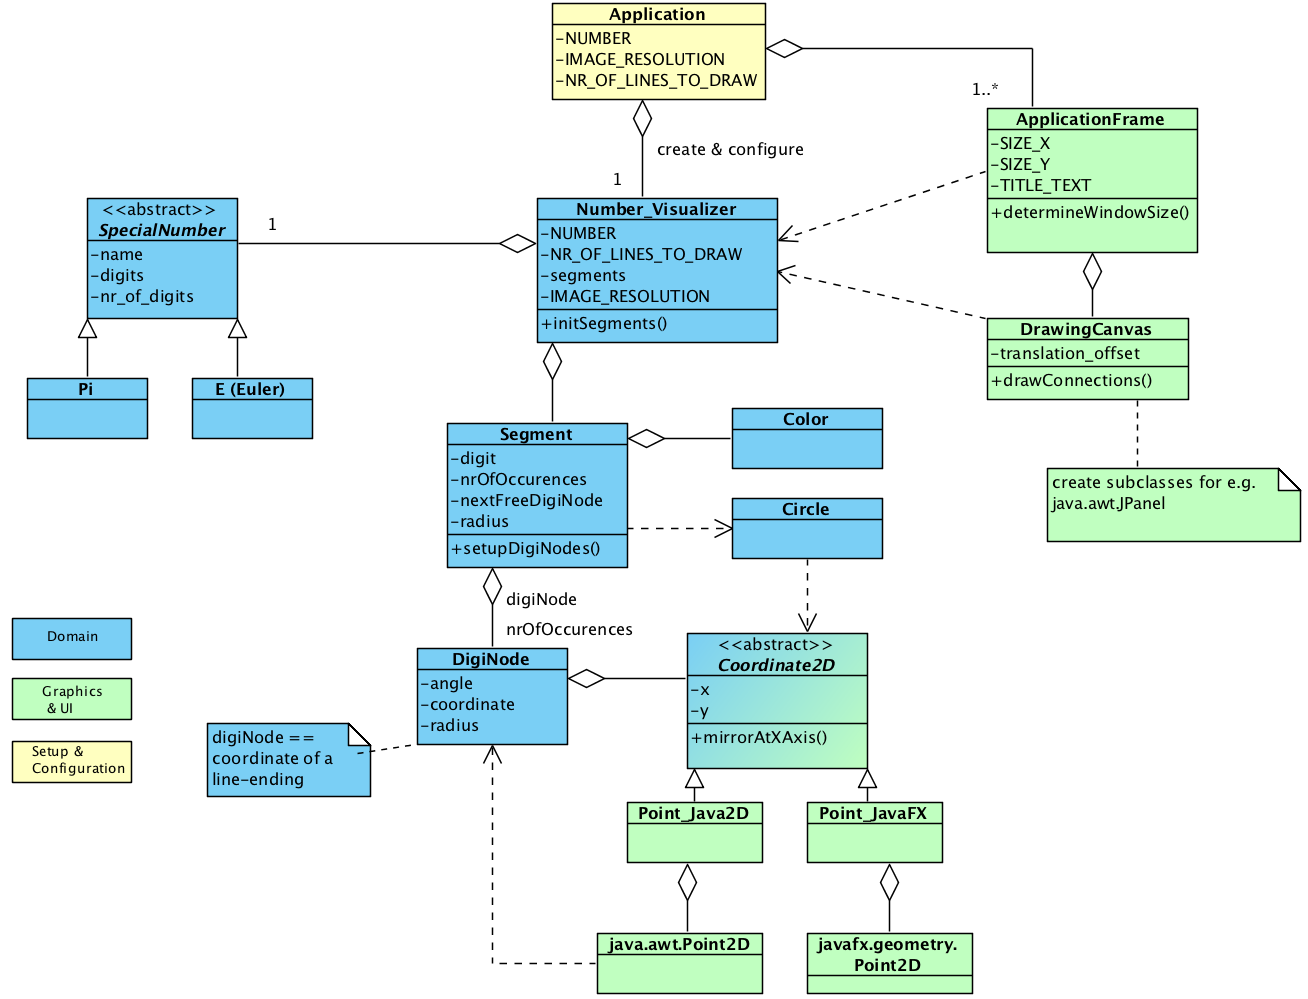 Application
-NUMBER
-IMAGE_RESOLUTION
-NR_OF_LINES_TO_DRAW
1..*
create & configure
1
ApplicationFrame
-SIZE_X
-SIZE_Y
-TITLE_TEXT
+determineWindowSize()
<<abstract>>
SpecialNumber
-name
-digits
-nr_of_digits
1
Number_Visualizer
-NUMBER
-NR_OF_LINES_TO_DRAW
-segments
-IMAGE_RESOLUTION
+initSegments()
DrawingCanvas
-translation_offset
+drawConnections()
Pi
E (Euler)
Segment
-digit
-nrOfOccurences
-nextFreeDigiNode
-radius
+setupDigiNodes()
Color
Circle
create subclasses for e.g.
java.awt.JPanel
digiNode
nrOfOccurences
Domain
Graphics
& UI
Setup &
Configuration
DigiNode
-angle
-coordinate
-radius
<<abstract>>
Coordinate2D
-x
-y
+mirrorAtXAxis()
digiNode ==
coordinate of a
line-ending
Point_Java2D
Point_JavaFX
java.awt.Point2D
javafx.geometry.
Point2D